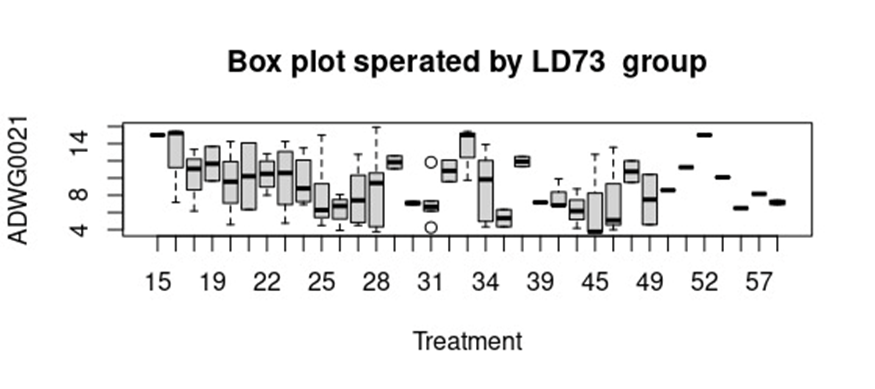 Box plot sperated by LD73  group
ADWG0021
14
8
4
15 19 22 25 28 31 34 39 45 49 52 57
Treatment